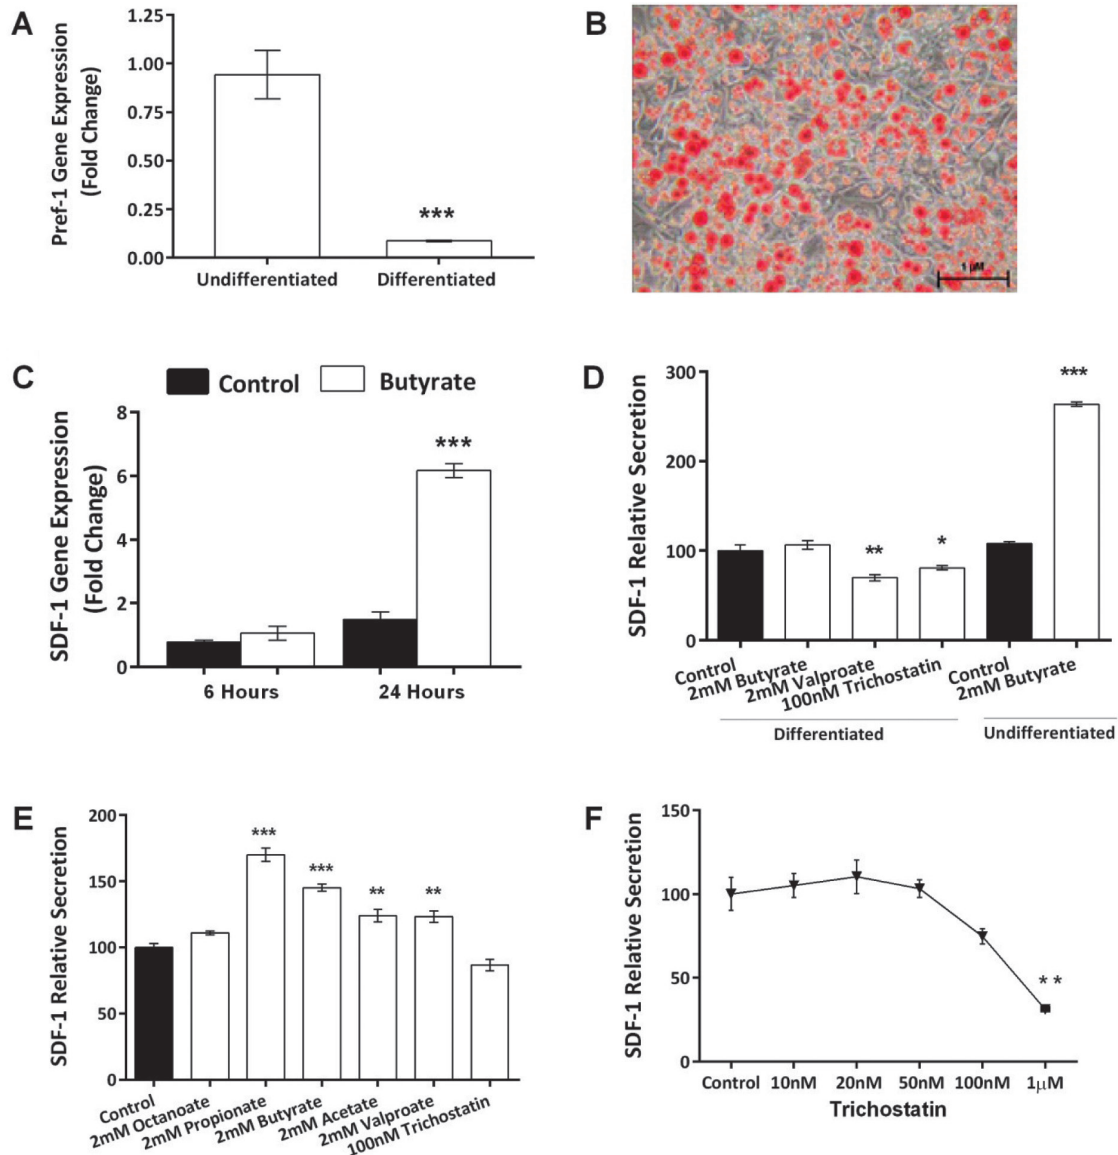 A
Pref-1 Gene Expression
(Fold Change)
1.25
1.00
0.75
0.50
0.25
0.00
***
Undifferentiated
Differentiated
B
1 µM
C
Control
Butyrate
SDF-1 Gene Expression
(Fold Change)
8
6
4
2
0
***
6 Hours
24 Hours
D
SDF-1 Relative Secretion
300
200
100
0
**
*
***
Control
2mM Butyrate
2mM Valproate
100nM Trichostatin
Control
2mM Butyrate
Differentiated
Undifferentiated
E
SDF-1 Relative Secretion
200
150
100
50
0
***
***
**
**
Control
2mM Octanoate
2mM Propionate
2mM Butyrate
2mM Acetate
2mM Valproate
100nM Trichostatin
F
SDF-1 Relative Secretion
150
100
50
0
* *
Control
10nM
20nM
50nM
100nM
1µM
Trichostatin